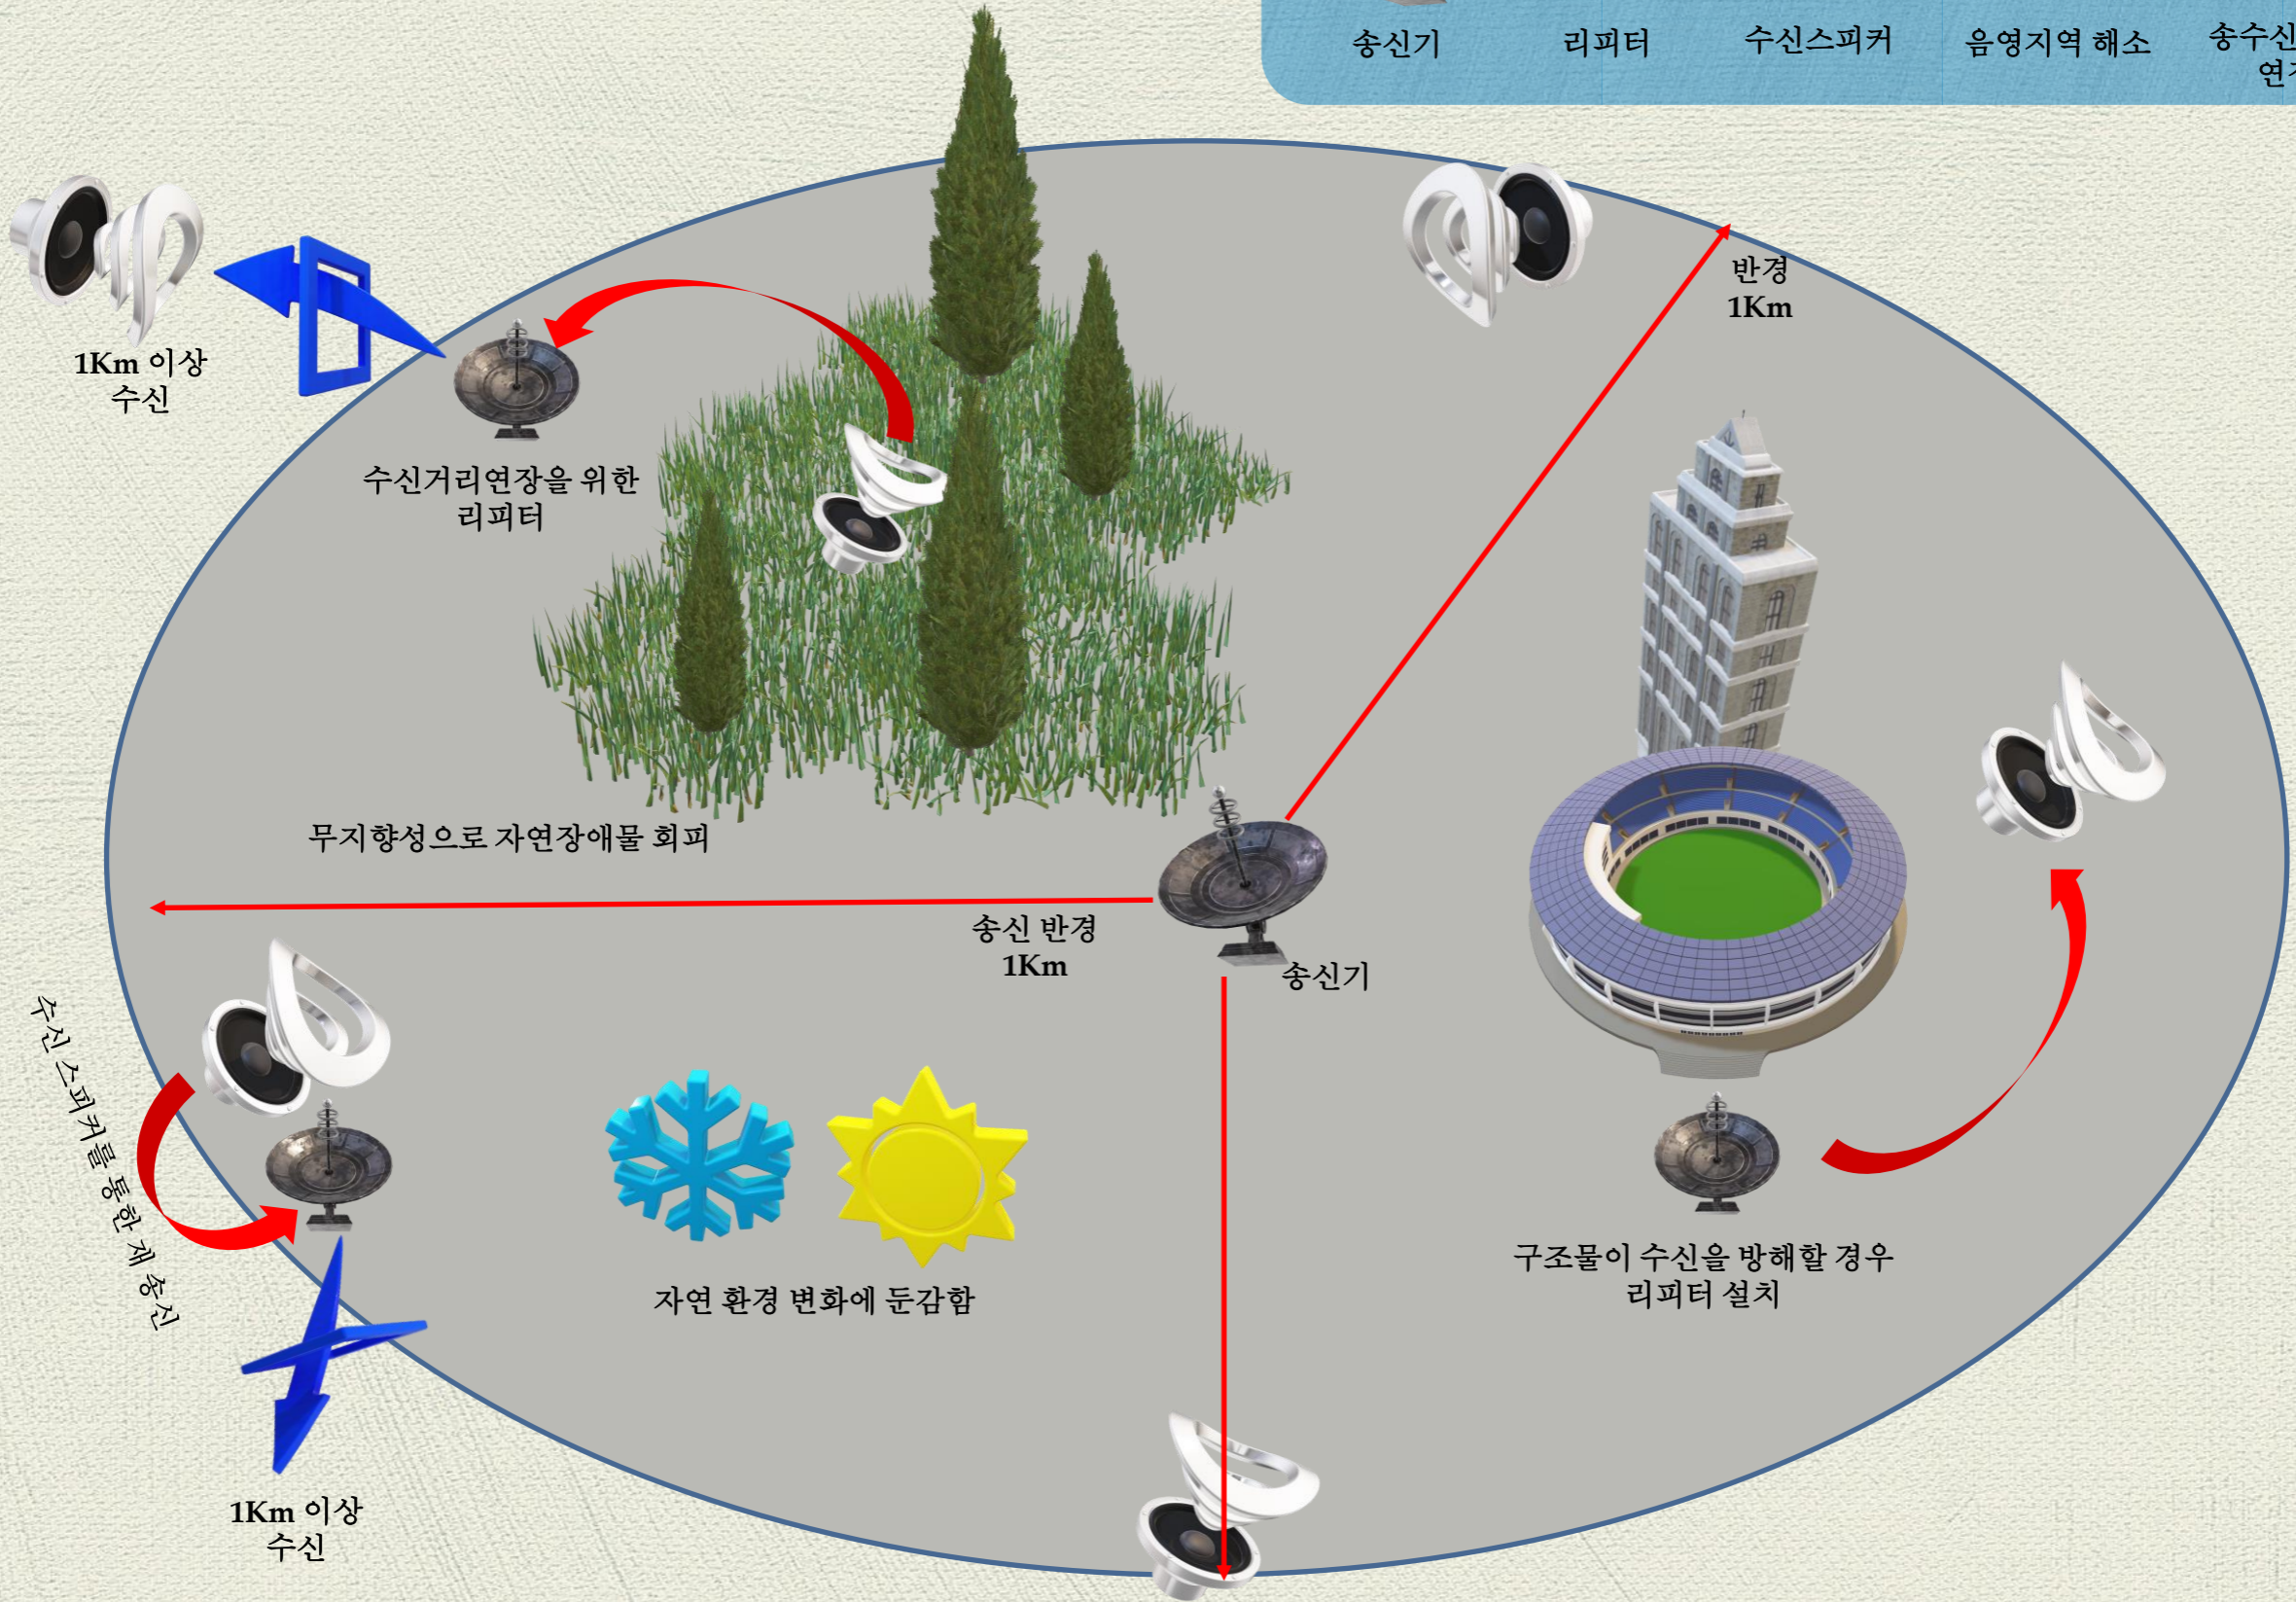 송신기
리피터
수신스피커
음영지역 해소
송수신
반경
1Km
1Km 이상
수신
수신거리연장을 위한
리피터
무지향성으로 자연장애물 회피
송신 반경
1Km
송신기
수신 스피커를 통한 재 송신
자연 환경 변화에 둔감함
구조물이 수신을 방해할 경우
리피터 설치
1Km 이상
수신